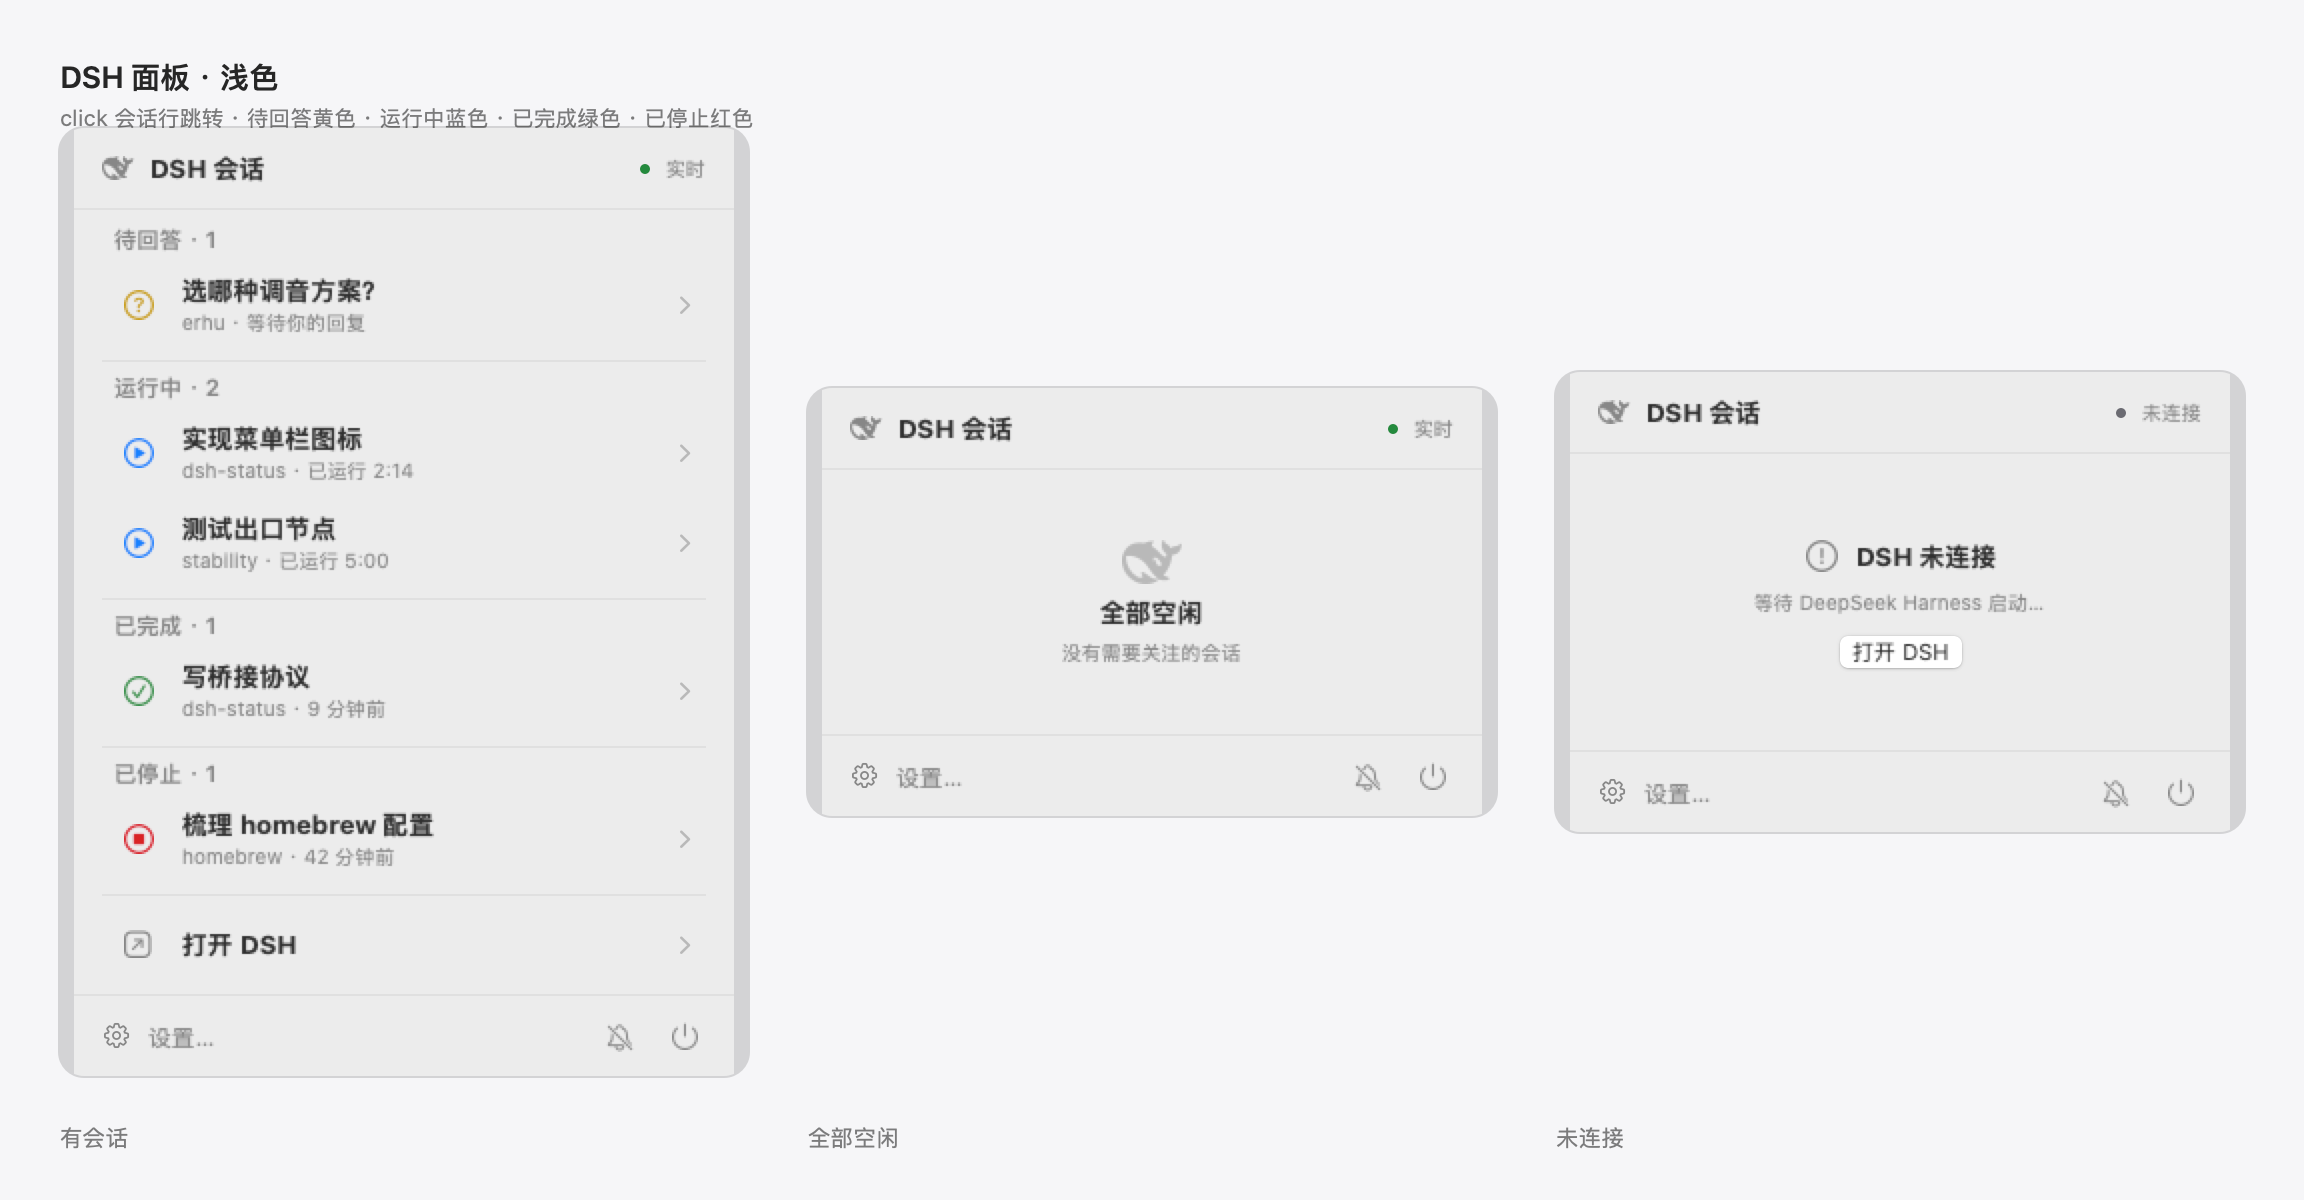 DSH 面板 · 浅色
click 会话行跳转 · 待回答黄色 · 运行中蓝色 · 已完成绿色 · 已停止红色
DSH 会话
实时
待回答 · 1
选哪种调音方案?
erhu · 等待你的回复
运行中 · 2
实现菜单栏图标
dsh-status · 已运行 2:14
测试出口节点
stability · 已运行 5:00
已完成 · 1
写桥接协议
dsh-status · 9 分钟前
已停止 · 1
梳理 homebrew 配置
homebrew · 42 分钟前
打开 DSH
设置...
有会话
DSH 会话
实时
全部空闲
没有需要关注的会话
设置...
全部空闲
DSH 会话
未连接
DSH 未连接
等待 DeepSeek Harness 启动...
打开 DSH
设置...
未连接